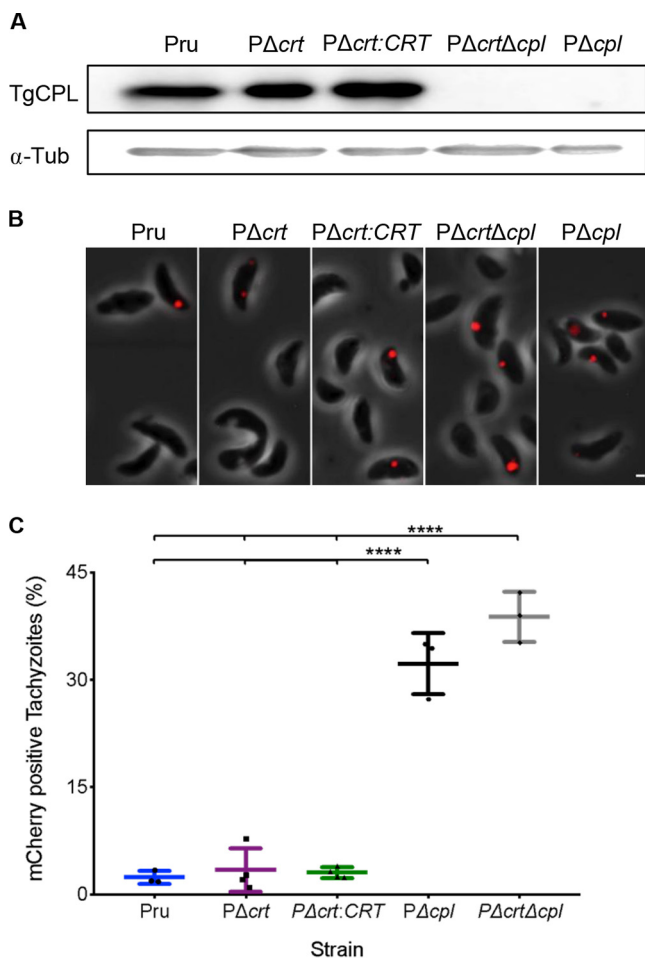 A
Pru PΔcrt PΔcrt:CRT PΔcrtΔcpl PΔcpl
TgCPL
α-Tub
B
Pru PΔcrt PΔcrt:CRT PΔcrtΔcpl PΔcpl
C
****
****
45
30
15
0
mCherry positive Tachyzoites (%)
Pru PΔcrt PΔcrt:CRT PΔcpl PΔcrtΔcpl
Strain